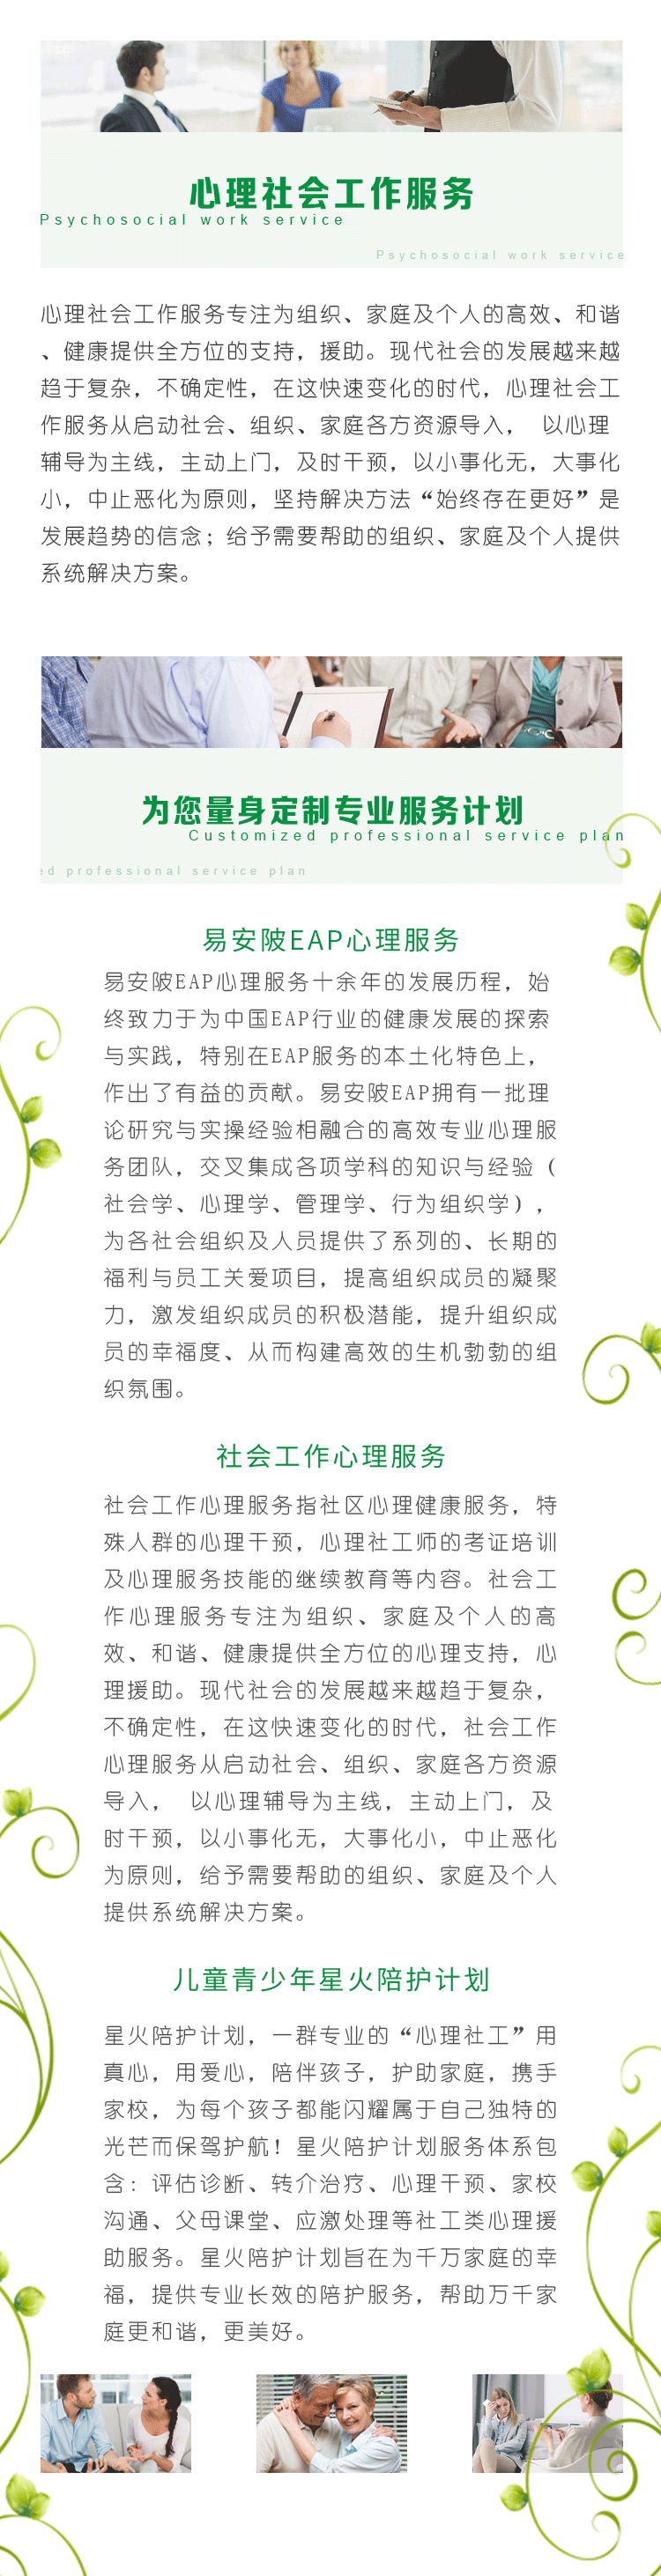 心理社会工作服务
Psychosocial work service
Psychosocial work service
心理社会工作服务专注为组织、家庭及个人的高效、和谐
、健康提供全方位的支持，援助。现代社会的发展越来越
趋于复杂，不确定性，在这快速变化的时代，心理社会工
作服务从启动社会、组织、家庭各方资源导入， 以心理
辅导为主线，主动上门，及时干预，以小事化无，大事化
小，中止恶化为原则，坚持解决方法“始终存在更好”是
发展趋势的信念；给予需要帮助的组织、家庭及个人提供
系统解决方案。
为您量身定制专业服务计划
Customized professional service plan
ed professional service plan
易安陂EAP心理服务
易安陂EAP心理服务十余年的发展历程，始
终致力于为中国EAP行业的健康发展的探索
与实践，特别在EAP服务的本土化特色上，
作出了有益的贡献。易安陂EAP拥有一批理
论研究与实操经验相融合的高效专业心理服
务团队，交叉集成各项学科的知识与经验（
社会学、心理学、管理学、行为组织学），
为各社会组织及人员提供了系列的、长期的
福利与员工关爱项目，提高组织成员的凝聚
力，激发组织成员的积极潜能，提升组织成
员的幸福度、从而构建高效的生机勃勃的组
织氛围。
社会工作心理服务
社会工作心理服务指社区心理健康服务，特
殊人群的心理干预，心理社工师的考证培训
及心理服务技能的继续教育等内容。社会工
作心理服务专注为组织、家庭及个人的高
效、和谐、健康提供全方位的心理支持，心
理援助。现代社会的发展越来越趋于复杂，
不确定性，在这快速变化的时代，社会工作
心理服务从启动社会、组织、家庭各方资源
导入， 以心理辅导为主线，主动上门，及
时干预，以小事化无，大事化小，中止恶化
为原则，给予需要帮助的组织、家庭及个人
提供系统解决方案。
儿童青少年星火陪护计划
星火陪护计划，一群专业的“心理社工”用
真心，用爱心，陪伴孩子，护助家庭，携手
家校，为每个孩子都能闪耀属于自己独特的
光芒而保驾护航！星火陪护计划服务体系包
含：评估诊断、转介治疗、心理干预、家校
沟通、父母课堂、应激处理等社工类心理援
助服务。星火陪护计划旨在为千万家庭的幸
福，提供专业长效的陪护服务，帮助万千家
庭更和谐，更美好。